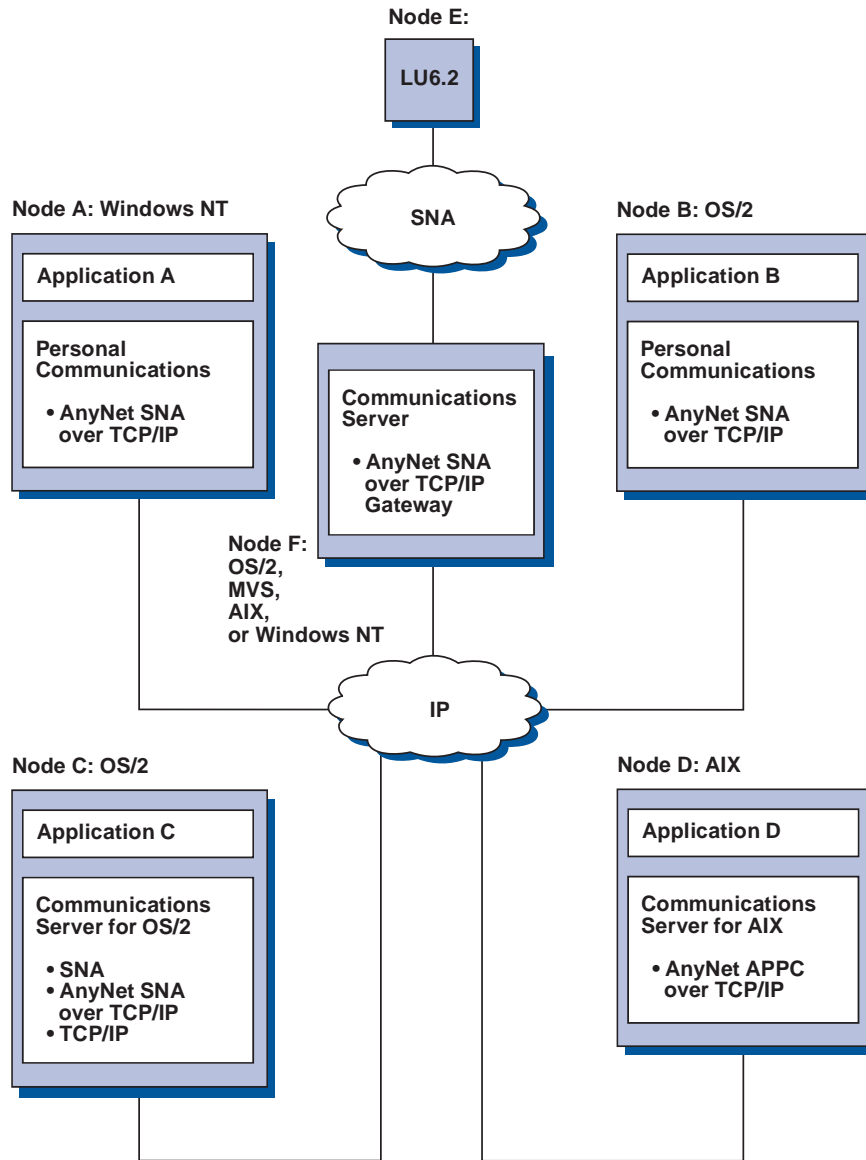 Node E:
LU6.2
SNA
Node A: Windows NT
Application A
Personal
Communications
• AnyNet SNA
over TCP/IP
Node B: OS/2
Application B
Personal
Communications
• AnyNet SNA
over TCP/IP
Communications
Server
• AnyNet SNA
over TCP/IP
Gateway
Node F:
OS/2,
MVS,
AIX,
or Windows NT
IP
Node C: OS/2
Application C
Communications
Server for OS/2
• SNA
• AnyNet SNA
over TCP/IP
• TCP/IP
Node D: AIX
Application D
Communications
Server for AIX
• AnyNet APPC
over TCP/IP